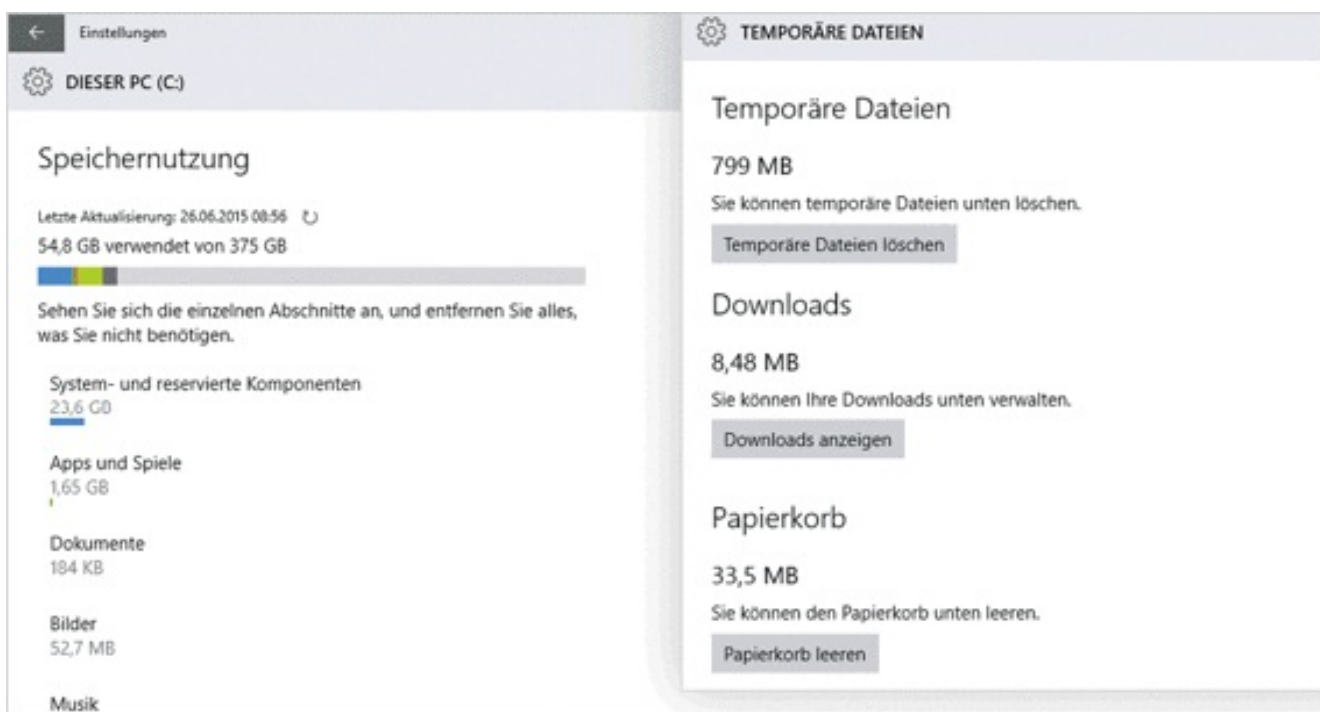 Einstellungen
DIESER PC (C:)
Speichernutzung
Letzte Aktualisierung: 26.06.2015 08:56
54,8 GB verwendet von 375 GB
Sehen Sie sich die einzelnen Abschnitte an, und entfernen Sie alles,
was Sie nicht benötigen.
System- und reservierte Komponenten
23,6 GB
Apps und Spiele
1,65 GB
Dokumente
184 KB
Bilder
52,7 MB
Musik
TEMPORÄRE DATEIEN
Temporäre Dateien
799 MB
Sie können temporäre Dateien unten löschen.
Temporäre Dateien löschen
Downloads
8,48 MB
Sie können Ihre Downloads unten verwalten.
Downloads anzeigen
Papierkorb
33,5 MB
Sie können den Papierkorb unten leeren.
Papierkorb leeren